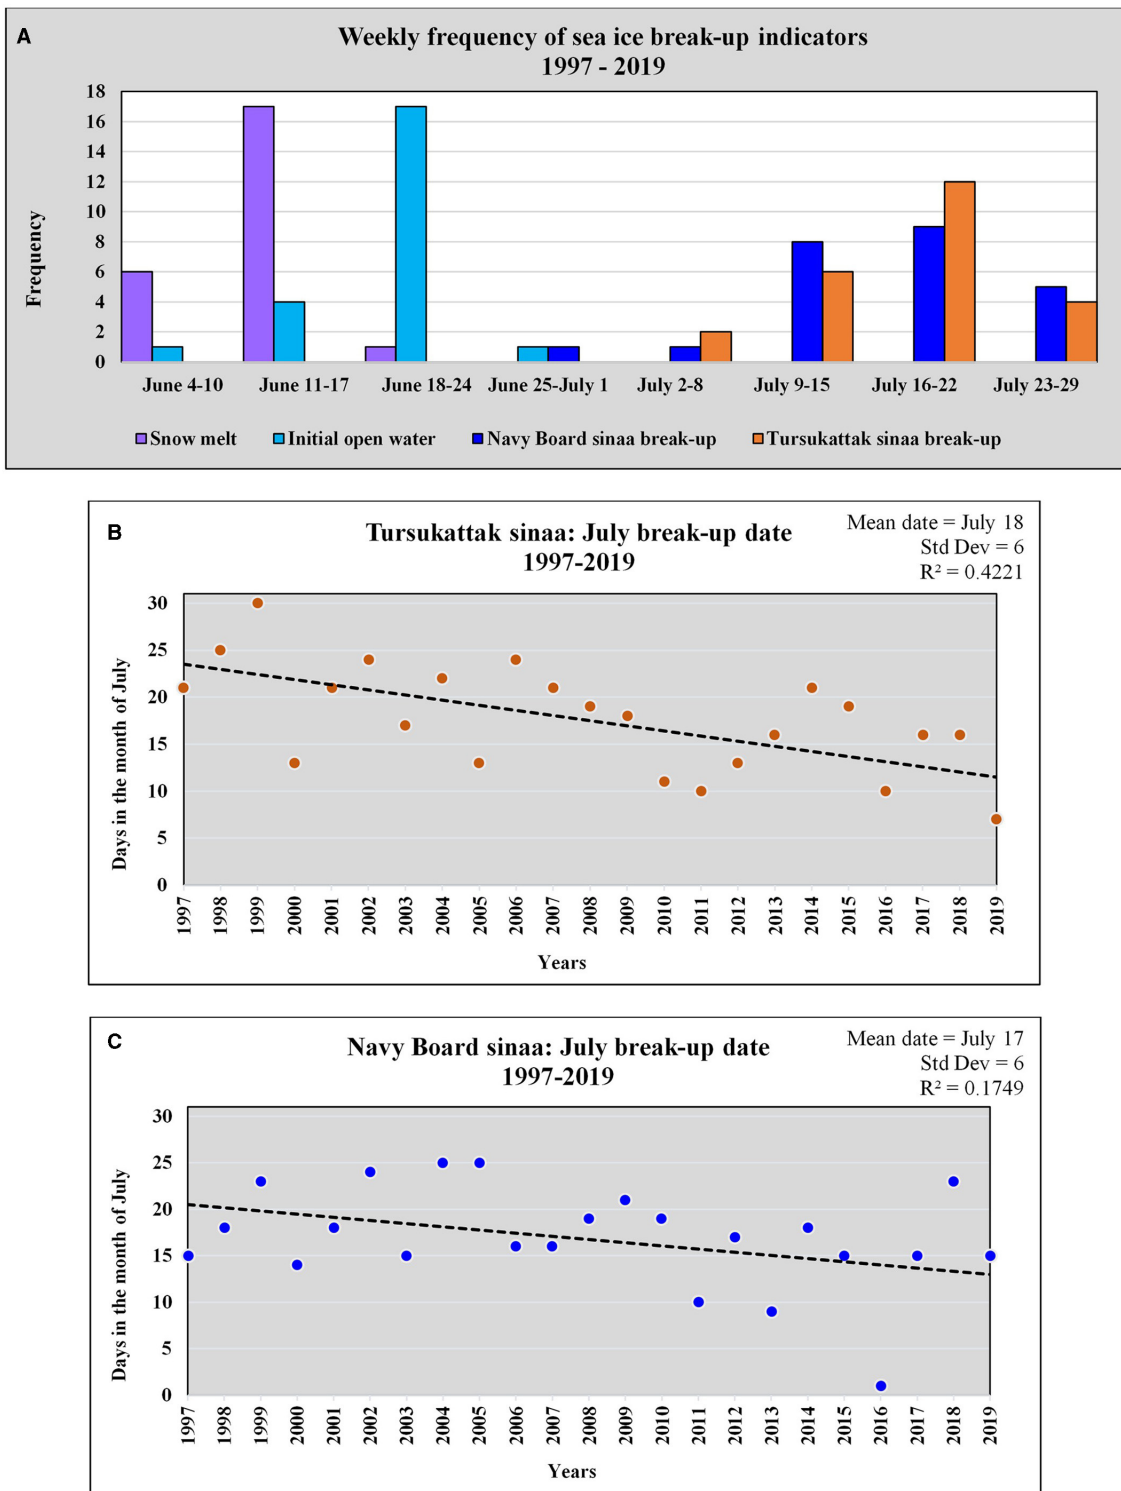 A
Weekly frequency of sea ice break-up indicators
1997 - 2019
Frequency
18
16
14
12
10
8
6
4
2
0
June 4-10 June 11-17 June 18-24 June 25-July 1 July 2-8 July 9-15 July 16-22 July 23-29
Snow melt Initial open water Navy Board sinaa break-up Tursukattak sinaa break-up
B
Tursukattak sinaa: July break-up date
1997-2019
Mean date = July 18
Std Dev = 6
R² = 0.4221
Days in the month of July
30
25
20
15
10
5
0
1997 1998 1999 2000 2001 2002 2003 2004 2005 2006 2007 2008 2009 2010 2011 2012 2013 2014 2015 2016 2017 2018 2019
Years
C
Navy Board sinaa: July break-up date
1997-2019
Mean date = July 17
Std Dev = 6
R² = 0.1749
Days in the month of July
30
25
20
15
10
5
0
1997 1998 1999 2000 2001 2002 2003 2004 2005 2006 2007 2008 2009 2010 2011 2012 2013 2014 2015 2016 2017 2018 2019
Years